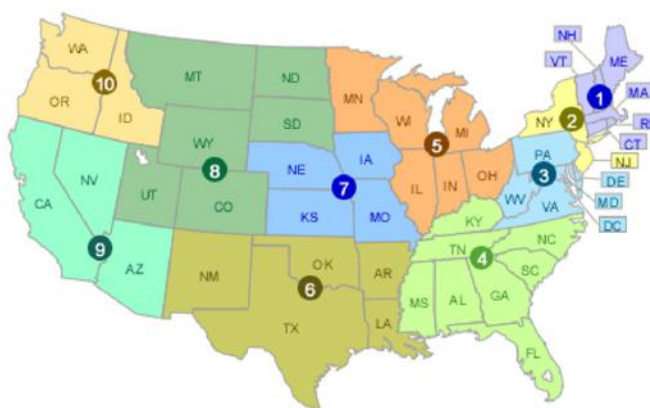 NH
ME
VT
WA
MT
ND
MN
MA
10
1
OR
ID
WI
MI
NY
2
R
SD
5
CT
WY
PA
NJ
IA
8
NE
3
DE
NV
7
IL
IN
OH
WV
MD
UT
CO
VA
CA
KS
MO
DC
KY
9
NC
TN
4
AZ
OK
AR
SC
NM
6
MS
AL
GA
TX
LA
FL